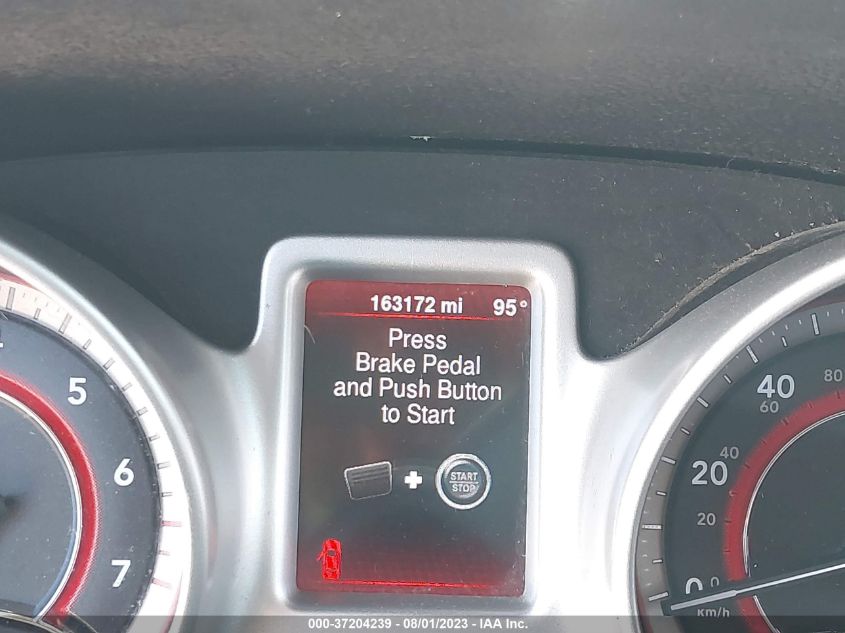 163172 mi 95°
Press
Brake Pedal
and Push Button
to Start
START
STOP
5
6
7
40
80
60
20
40
20
0
0
KM/H
000-37204239 - 08/01/2023 - IAA Inc.